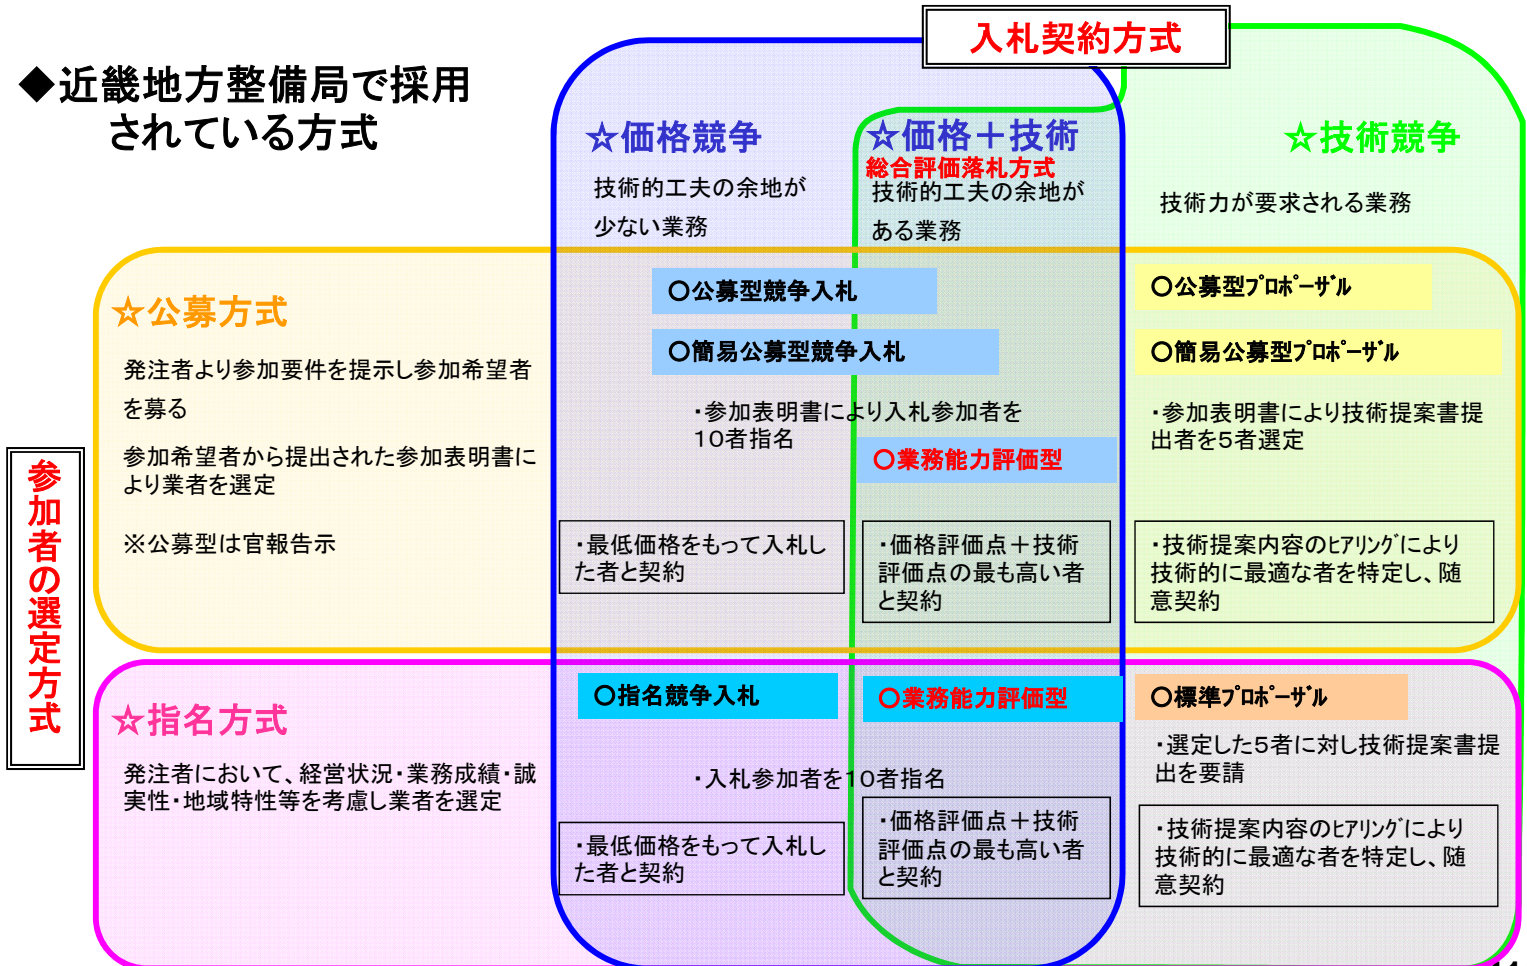 入札契約方式
◆近畿地方整備局で採用
されている方式
☆価格競争
技術的工夫の余地が
少ない業務
☆価格＋技術
総合評価落札方式
技術的工夫の余地が
ある業務
☆技術競争
技術力が要求される業務
参加者の選定方式
☆公募方式
発注者より参加要件を提示し参加希望者
を募る
参加希望者から提出された参加表明書に
より業者を選定
※公募型は官報告示
○公募型競争入札
○簡易公募型競争入札
・参加表明書により入札参加者を
１０者指名
○業務能力評価型
・最低価格をもって入札し
た者と契約
・価格評価点＋技術
評価点の最も高い者
と契約
○公募型ﾌﾟﾛﾎﾟｰｻﾞﾙ
○簡易公募型ﾌﾟﾛﾎﾟｰｻﾞﾙ
・参加表明書により技術提案書提
出者を５者選定
・技術提案内容のﾋｱﾘﾝｸﾞにより
技術的に最適な者を特定し、随
意契約
☆指名方式
発注者において、経営状況・業務成績・誠
実性・地域特性等を考慮し業者を選定
○指名競争入札
○業務能力評価型
・入札参加者を１０者指名
・最低価格をもって入札し
た者と契約
・価格評価点＋技術
評価点の最も高い者
と契約
○標準ﾌﾟﾛﾎﾟｰｻﾞﾙ
・選定した５者に対し技術提案書提
出を要請
・技術提案内容のﾋｱﾘﾝｸﾞにより
技術的に最適な者を特定し、随
意契約